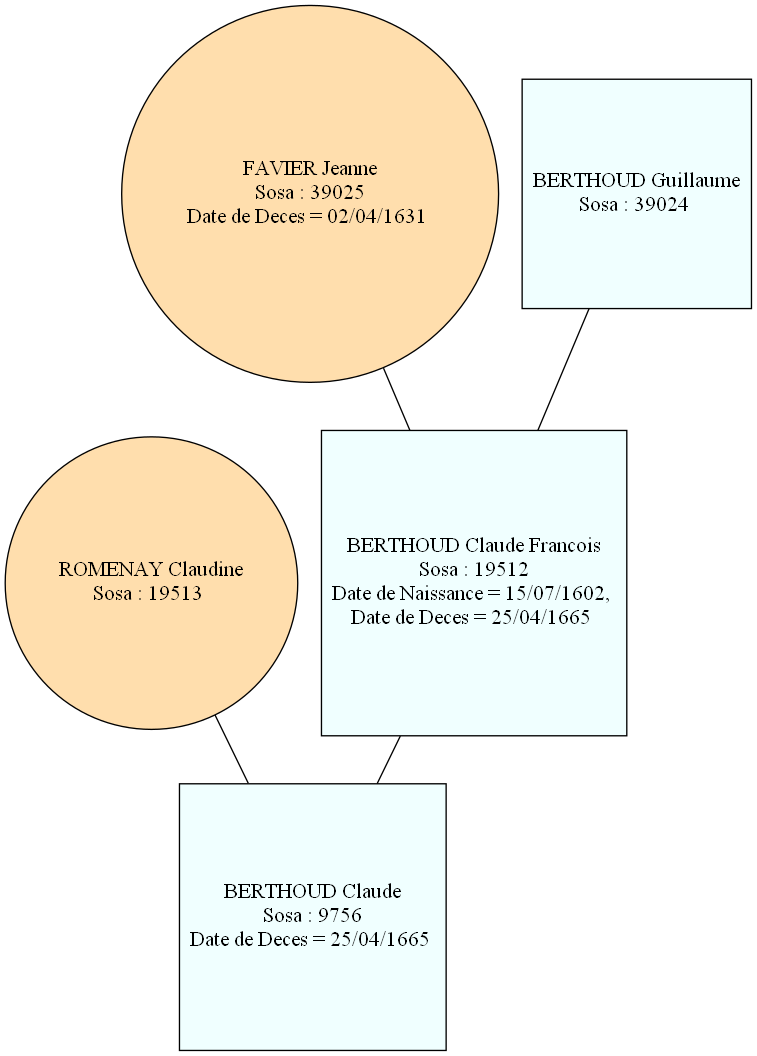 FAVIER Jeanne
Sosa : 39025
Date de Deces = 02/04/1631
BERTHOUD Guillaume
Sosa : 39024
ROMENAY Claudine
Sosa : 19513
BERTHOUD Claude Francois
Sosa : 19512
Date de Naissance = 15/07/1602,
Date de Deces = 25/04/1665
BERTHOUD Claude
Sosa : 9756
Date de Deces = 25/04/1665